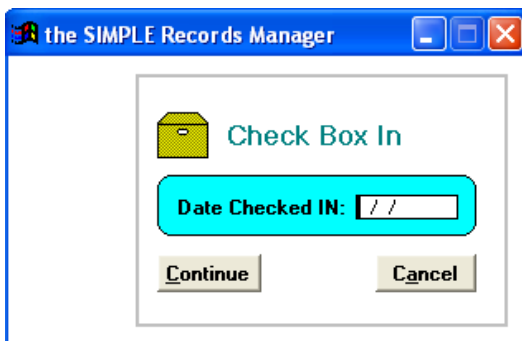 the SIMPLE Records Manager
Check Box In
Date Checked IN: / /
Continue Cancel